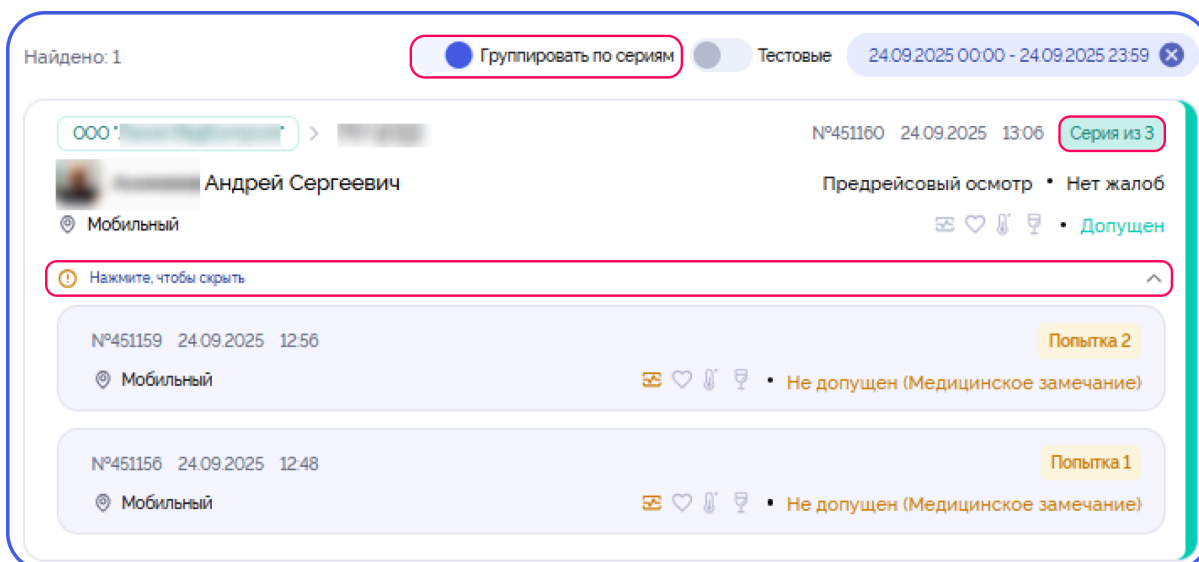 Найдено: 1 Группировать по сериям Тестовые 24.09.2025 00:00 - 24.09.2025 23:59
ООО " " > №451160 24.09.2025 13:06 Серия из 3
Андрей Сергеевич Предрейсовый осмотр • Нет жалоб
Мобильный • Допущен
Нажмите, чтобы скрыть
№451159 24.09.2025 12:56 Попытка 2
Мобильный • Не допущен (Медицинское замечание)
№451156 24.09.2025 12:48 Попытка 1
Мобильный • Не допущен (Медицинское замечание)